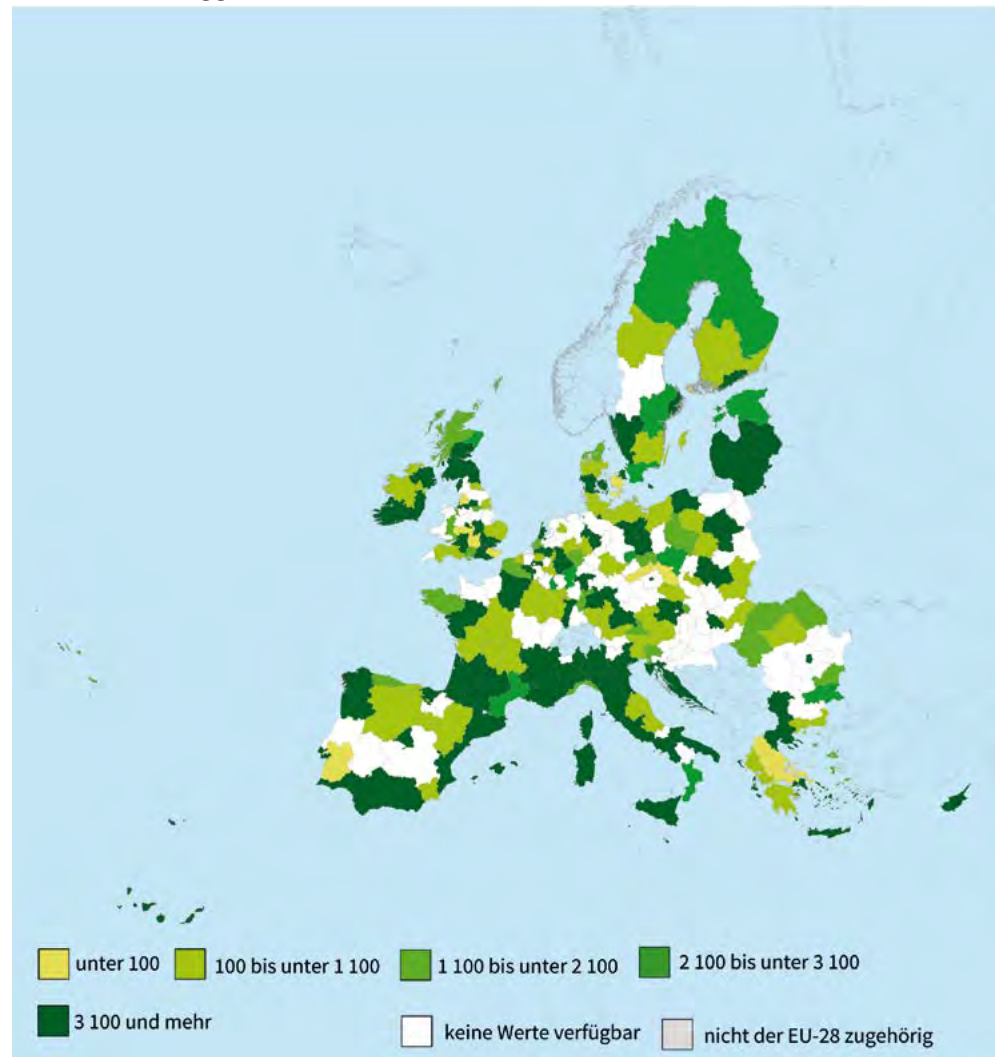 unter 100
100 bis unter 1 100
1 100 bis unter 2 100
2 100 bis unter 3 100
3 100 und mehr
keine Werte verfügbar
nicht der EU-28 zugehörig